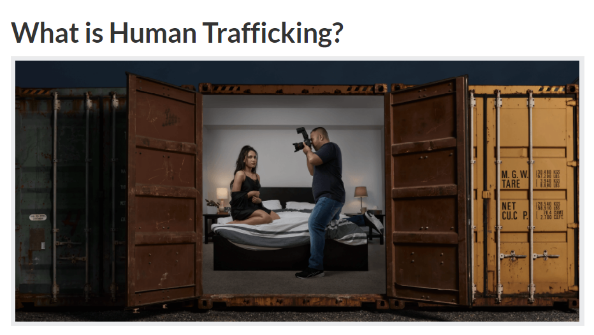 What is Human Trafficking?
M. G. W.
TARE
NET
CU.C P.